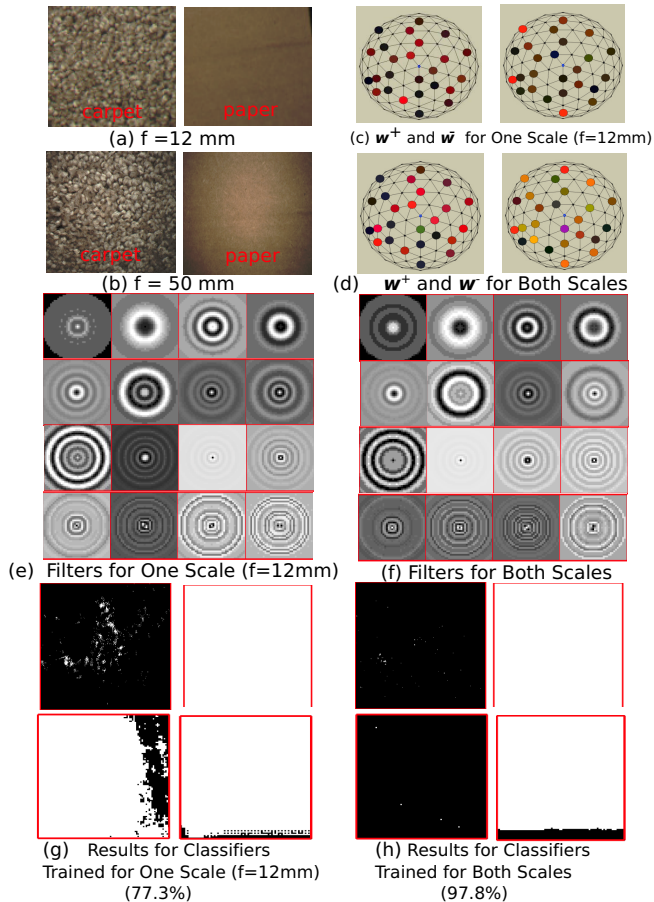 carpet
paper
(a) f =12 mm
(c) w+ and w̄ for One Scale (f=12mm)
carpet
paper
(b) f = 50 mm
(d) w+ and w- for Both Scales
(e) Filters for One Scale (f=12mm)
(f) Filters for Both Scales
(g) Results for Classifiers
Trained for One Scale (f=12mm)
(77.3%)
(h) Results for Classifiers
Trained for Both Scales
(97.8%)